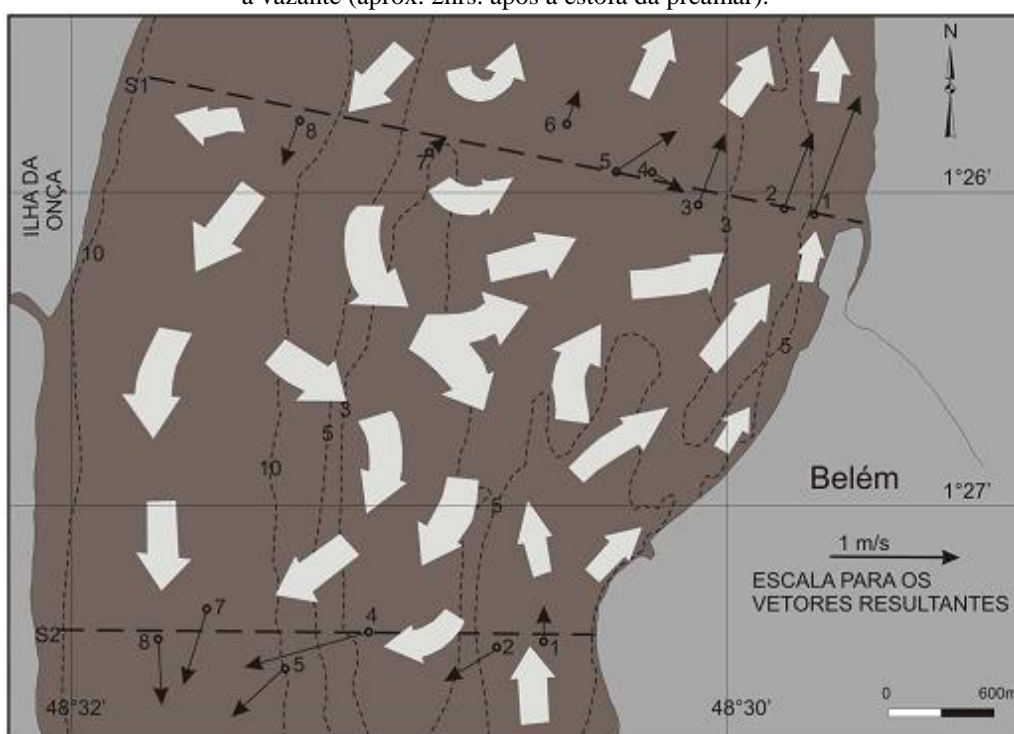 a vazante (aprox. 2hrs. após a estofa da preamar).
N
S1
8
7
6
5
4
3
2
1
1°26’
ILHA DA
ONÇA
3
10
5
3
5
10
5
Belém
1°27’
1 m/s
ESCALA PARA OS
VETORES RESULTANTES
S2
8
7
5
4
2
1
48°32’
48°30’
0
600m